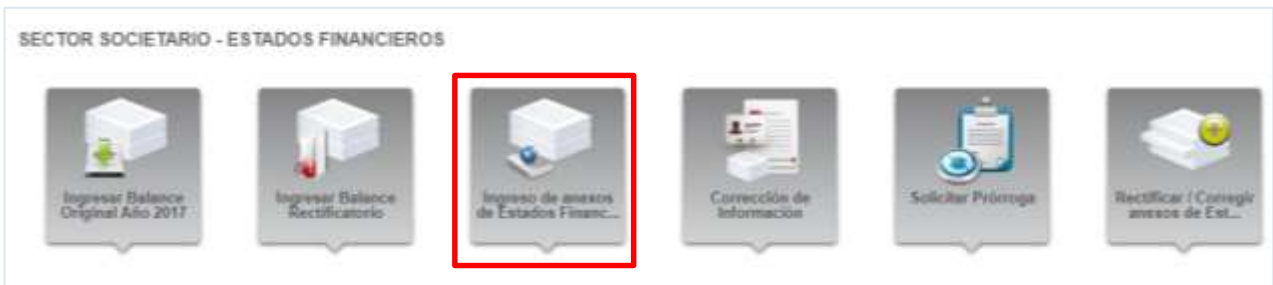 SECTOR SOCIETARIO - ESTADOS FINANCIEROS
Ingresar Balance
Original Año 2017
Ingresar Balance
Rectificatorio
Ingreso de anexos
de Estados Financ...
Corrección de
Información
Solicitar Prórroga
Rectificar / Corregir
anexos de Est...